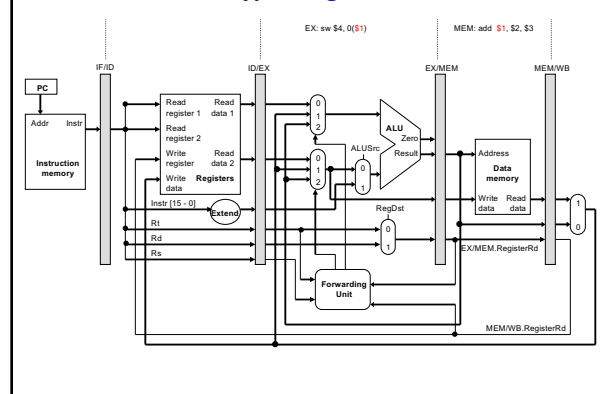 EX: sw $4, 0($1)
MEM: add $1, $2, $3
IF/ID
ID/EX
EX/MEM
MEM/WB
PC
Addr Instr
Instruction
memory
Read
register 1
Read
data 1
Read
register 2
Write
register
Read
data 2
Write
data
Registers
Instr [15 - 0]
Extend
Rt
Rd
Rs
0
1
2
0
1
2
ALUSrc
0
1
ALU
Zero
Result
RegDst
0
1
Forwarding
Unit
Address
Data
memory
Write
data
Read
data
1
0
EX/MEM.RegisterRd
MEM/WB.RegisterRd